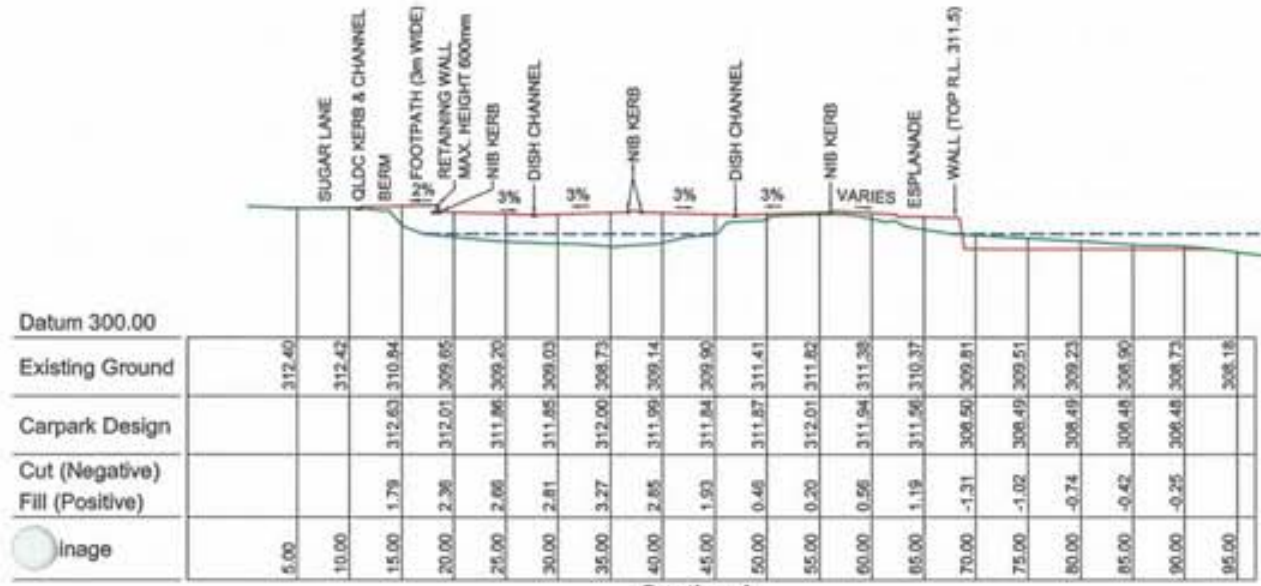 SUGAR LANE
QLDC KERB & CHANNEL
BERM
FOOTPATH (3m WIDE)
RETAINING WALL
MAX. HEIGHT 600mm
NIB KERB
DISH CHANNEL
NIB KERB
DISH CHANNEL
NIB KERB
ESPLANADE
WALL (TOP R.L. 311.5)
2% 3% 3% 3% 3% VARIES
Datum 300.00
Existing Ground 312.40 312.42 310.84 309.65 309.20 309.03 308.73 309.14 309.90 311.41 311.82 311.38 310.37 309.81 309.51 309.23 308.90 308.73 308.18
Carpark Design 312.63 312.01 311.86 311.85 312.00 311.99 311.84 311.87 312.01 311.94 311.56 308.50 308.49 308.49 308.48 308.48
Cut (Negative)
Fill (Positive) 1.79 2.36 2.66 2.81 3.27 2.85 1.93 0.46 0.20 0.56 1.19 -1.31 -1.02 -0.74 -0.42 -0.25
inage 5.00 10.00 15.00 20.00 25.00 30.00 35.00 40.00 45.00 50.00 55.00 60.00 65.00 70.00 75.00 80.00 85.00 90.00 95.00